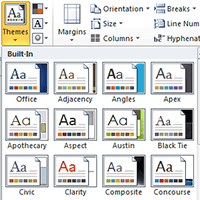 Orientation Breaks
Themes Margins Size Line Num
Columns Hyphenat
Built-In
Aa Aa Aa Aa
Office Adjacency Angles Apex
Aa Aa Aa Aa
Apothecary Aspect Austin Black Tie
Aa Aa Aa Aa
Civic Clarity Composite Concourse